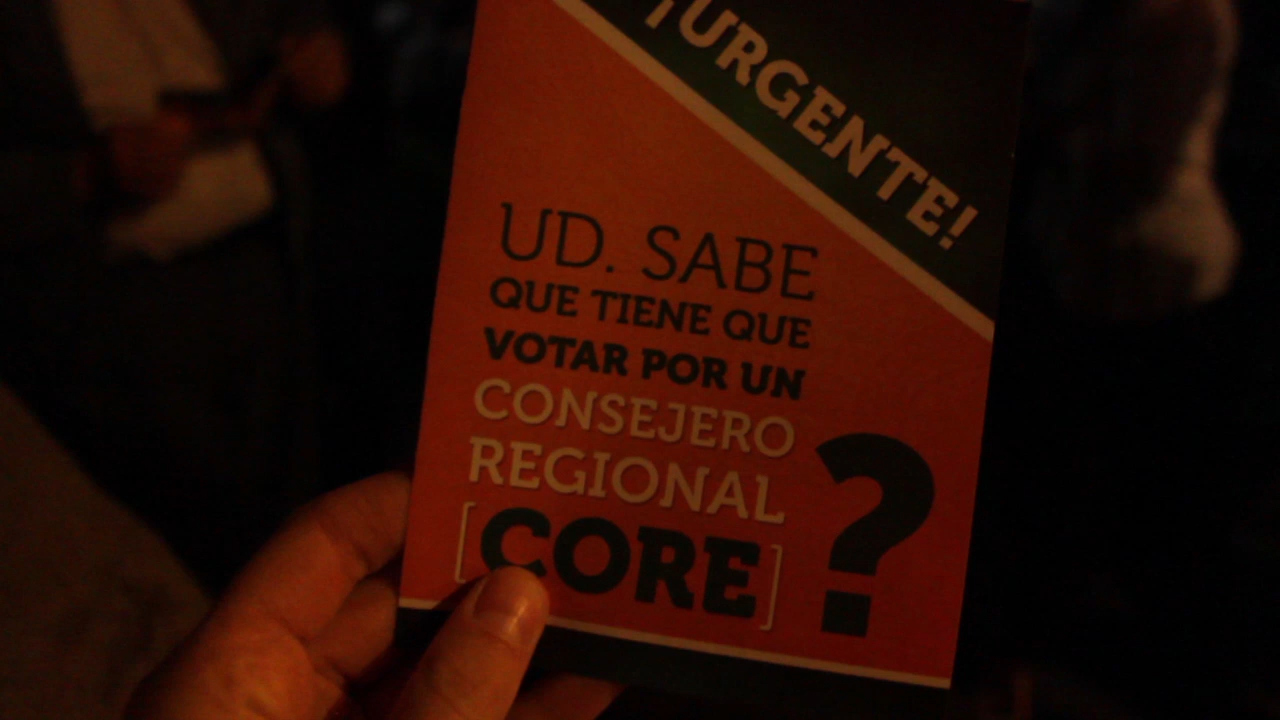 ¡URGENTE!
UD. SABE
QUE TIENE QUE
VOTAR POR UN
CONSEJERO
REGIONAL
[CORE]?